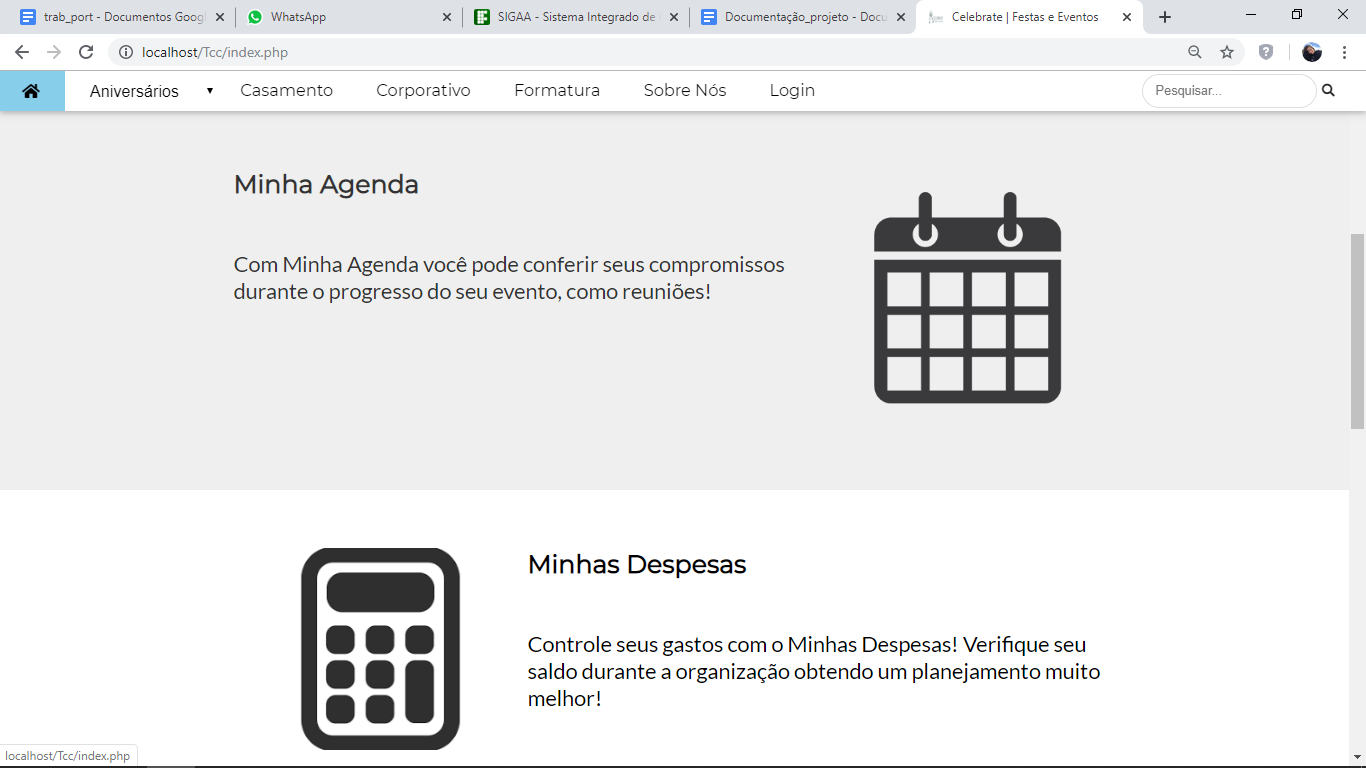 trab_port - Documentos Goog
WhatsApp
SIGAA - Sistema Integrado de
Documentação_projeto - Docu
Celebrate | Festas e Eventos
localhost/Tcc/index.php
Aniversários
Casamento
Corporativo
Formatura
Sobre Nós
Login
Pesquisar...
Minha Agenda
Com Minha Agenda você pode conferir seus compromissos
durante o progresso do seu evento, como reuniões!
Minhas Despesas
Controle seus gastos com o Minhas Despesas! Verifique seu
saldo durante a organização obtendo um planejamento muito
melhor!
localhost/Tcc/index.php